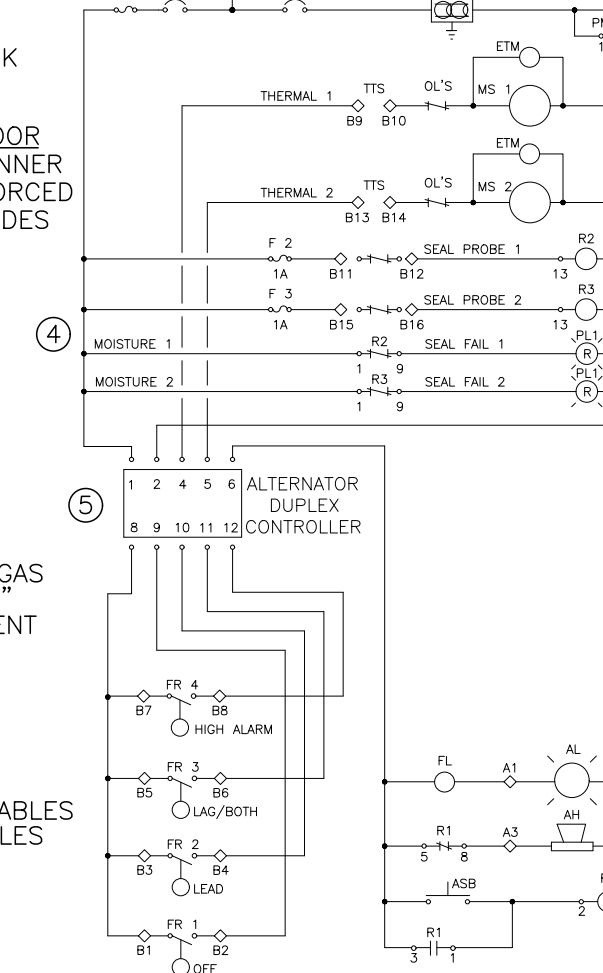 K
PM
1
ETM
THERMAL 1
TTS
OL'S
MS 1
B9
B10
OOR
NNER
ORCED
DES
ETM
THERMAL 2
TTS
OL'S
MS 2
B13
B14
F 2
1A
B11
B12
SEAL PROBE 1
13
R2
F 3
1A
B15
B16
SEAL PROBE 2
13
R3
4
MOISTURE 1
R2
1
9
SEAL FAIL 1
PL1
R
MOISTURE 2
R3
1
9
SEAL FAIL 2
PL1
R
5
1 2 4 5 6
8 9 10 11 12
ALTERNATOR
DUPLEX
CONTROLLER
GAS
”
ENT
FR 4
B7
B8
HIGH ALARM
FR 3
B5
B6
LAG/BOTH
FR 2
B3
B4
LEAD
FR 1
B1
B2
OFF
ABLES
LES
FL
A1
AL
R1
5
8
A3
AH
ASB
2
R1
3
1